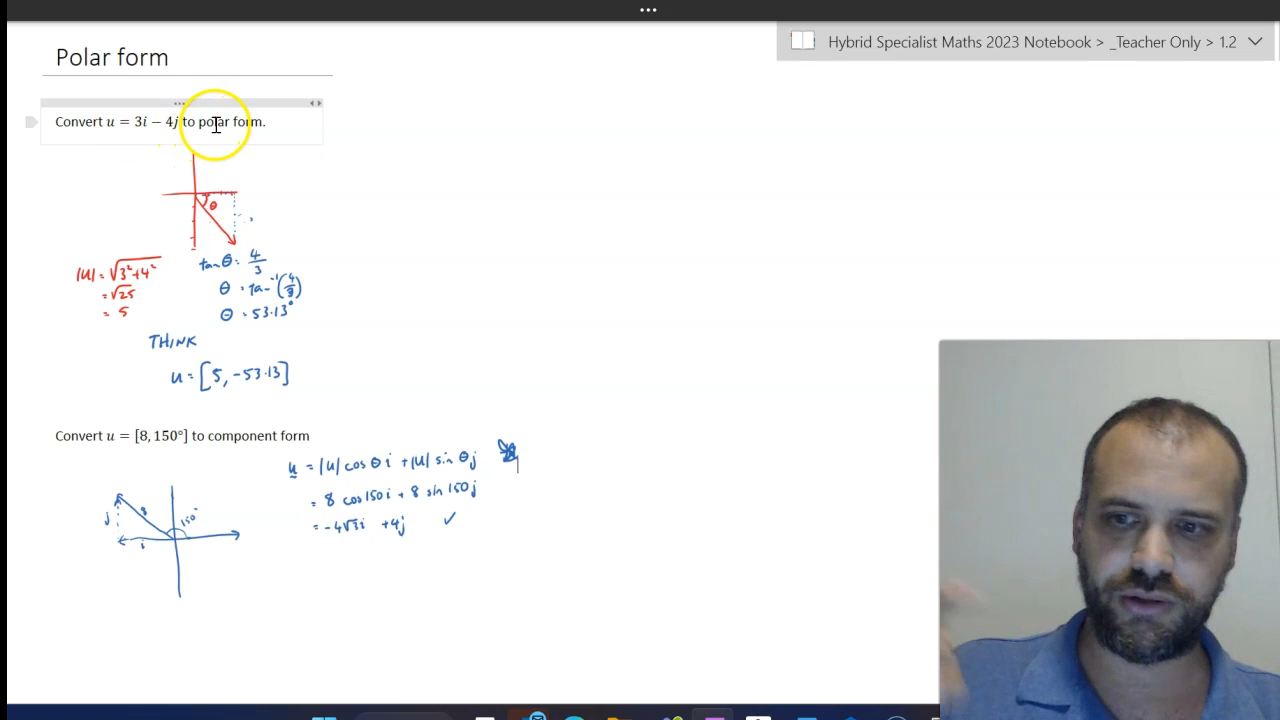 Hybrid Specialist Maths 2023 Notebook > _Teacher Only > 1.2
Polar form
Convert u = 3i − 4j to polar form.
θ
|u| = √3²+4²
= √25
= 5
tan θ = 4/3
θ = tan⁻¹(4/3)
θ = 53.13°
THINK
u = [5, -53.13]
Convert u = [8, 150°] to component form
u = |u| cos θ i + |u| sin θ j
= 8 cos 150 i + 8 sin 150 j
= -4√3 i + 4j ✓
j 8 150°
i